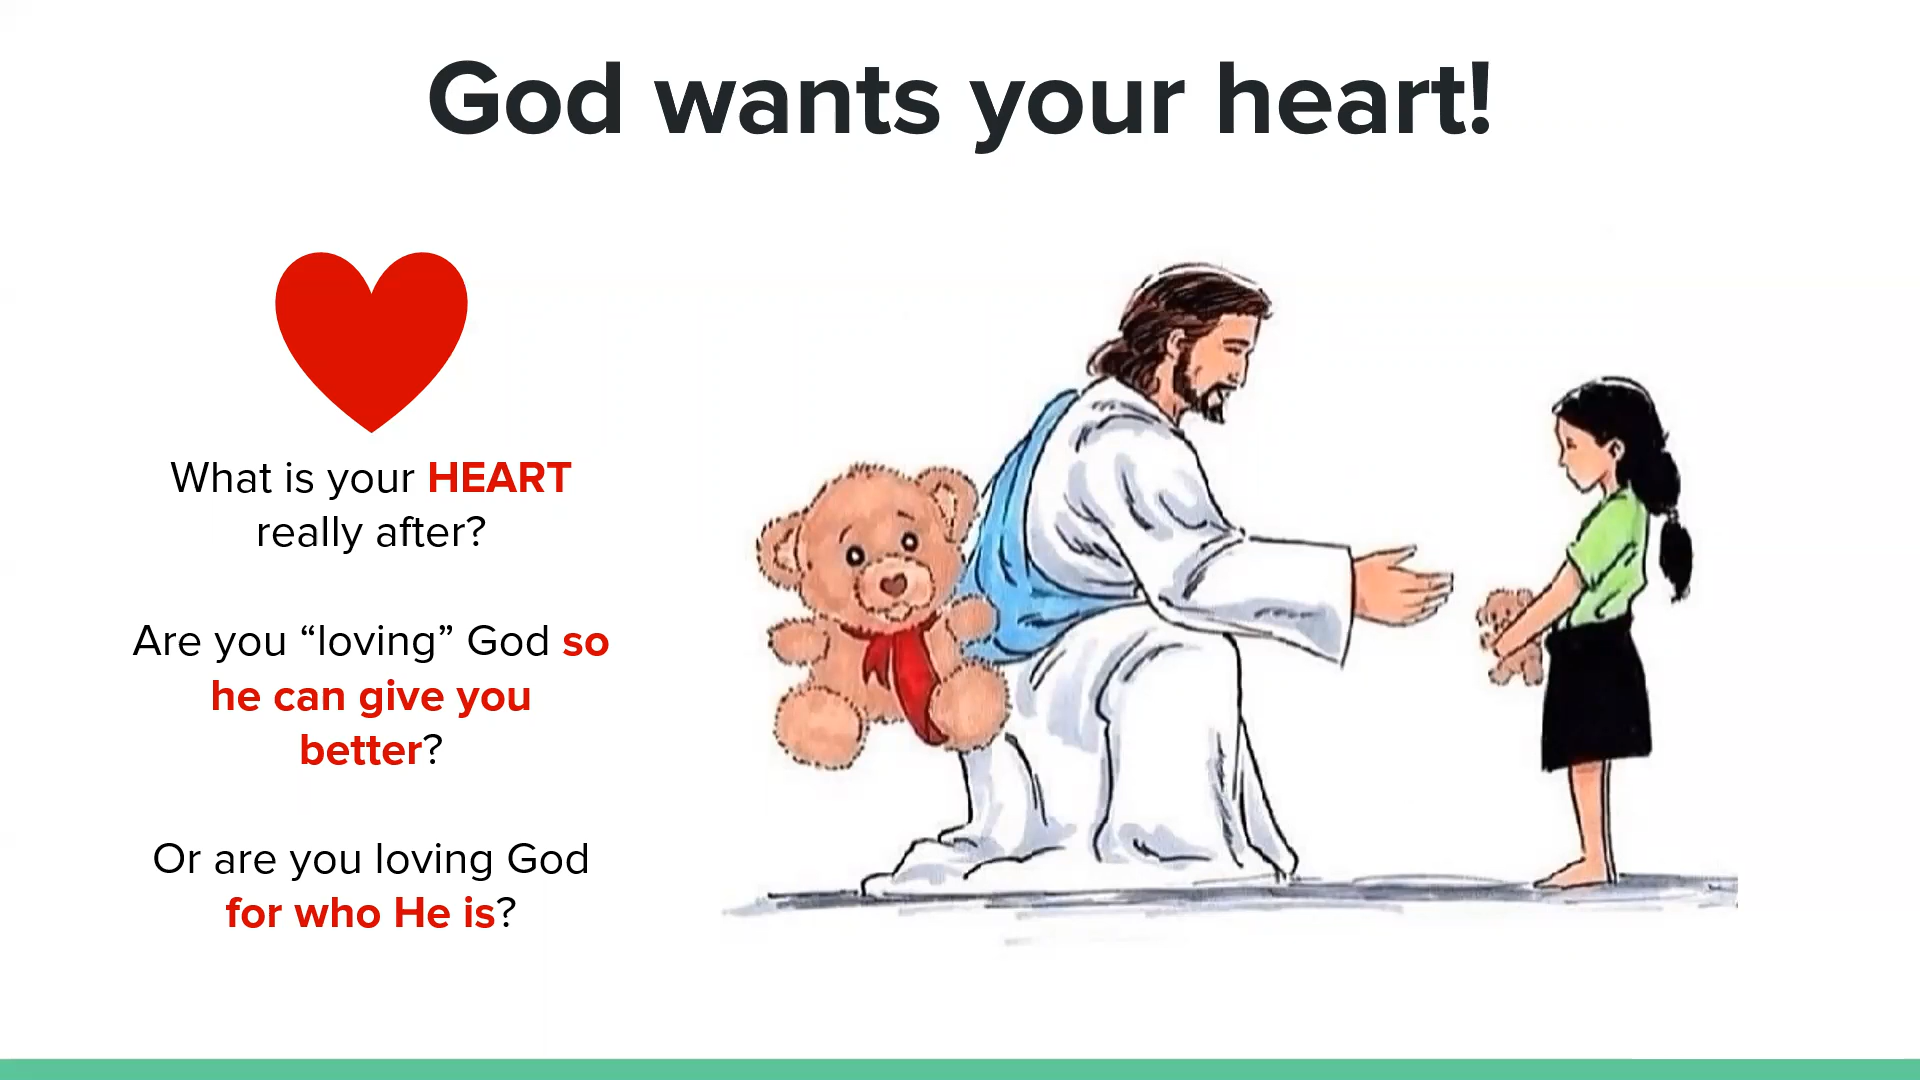 God wants your heart!
What is your HEART
really after?
Are you “loving” God so
he can give you
better?
Or are you loving God
for who He is?